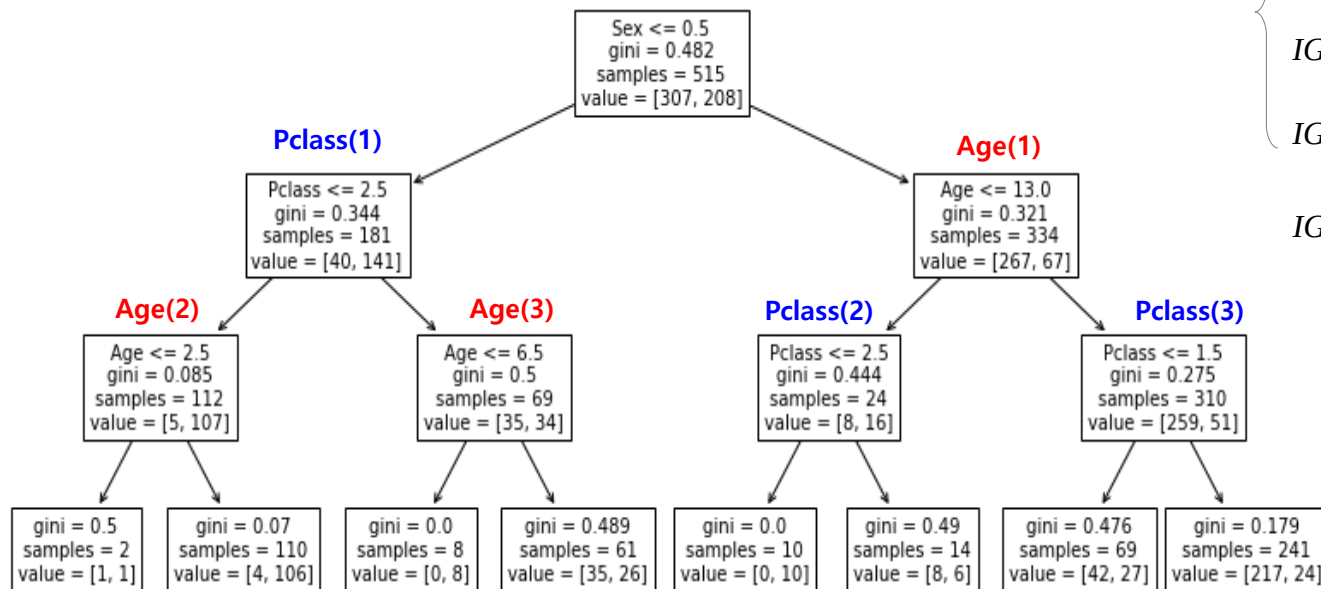 Sex <= 0.5
gini = 0.482
samples = 515
value = [307, 208]
IG
IG
IG
Pclass(1)
Age(1)
Pclass <= 2.5
gini = 0.344
samples = 181
value = [40, 141]
Age <= 13.0
gini = 0.321
samples = 334
value = [267, 67]
Age(2)
Age(3)
Pclass(2)
Pclass(3)
Age <= 2.5
gini = 0.085
samples = 112
value = [5, 107]
Age <= 6.5
gini = 0.5
samples = 69
value = [35, 34]
Pclass <= 2.5
gini = 0.444
samples = 24
value = [8, 16]
Pclass <= 1.5
gini = 0.275
samples = 310
value = [259, 51]
gini = 0.5
samples = 2
value = [1, 1]
gini = 0.07
samples = 110
value = [4, 106]
gini = 0.0
samples = 8
value = [0, 8]
gini = 0.489
samples = 61
value = [35, 26]
gini = 0.0
samples = 10
value = [0, 10]
gini = 0.49
samples = 14
value = [8, 6]
gini = 0.476
samples = 69
value = [42, 27]
gini = 0.179
samples = 241
value = [217, 24]